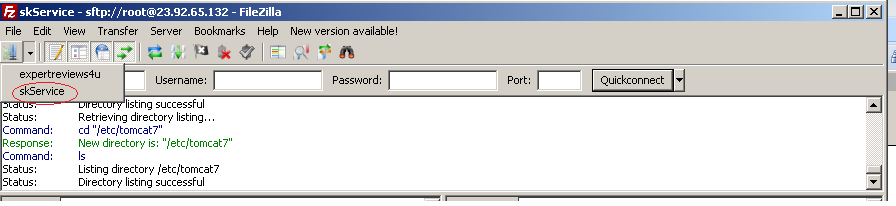 skService - sftp://root@23.92.65.132 - FileZilla
File Edit View Transfer Server Bookmarks Help New version available!
expertreviews4u
skService
Username: Password: Port: Quickconnect
Status: Directory listing successful
Status: Retrieving directory listing...
Command: cd "/etc/tomcat7"
Response: New directory is: "/etc/tomcat7"
Command: ls
Status: Listing directory /etc/tomcat7
Status: Directory listing successful